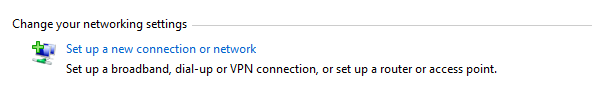 Change your networking settings
Set up a new connection or network
Set up a broadband, dial-up or VPN connection, or set up a router or access point.